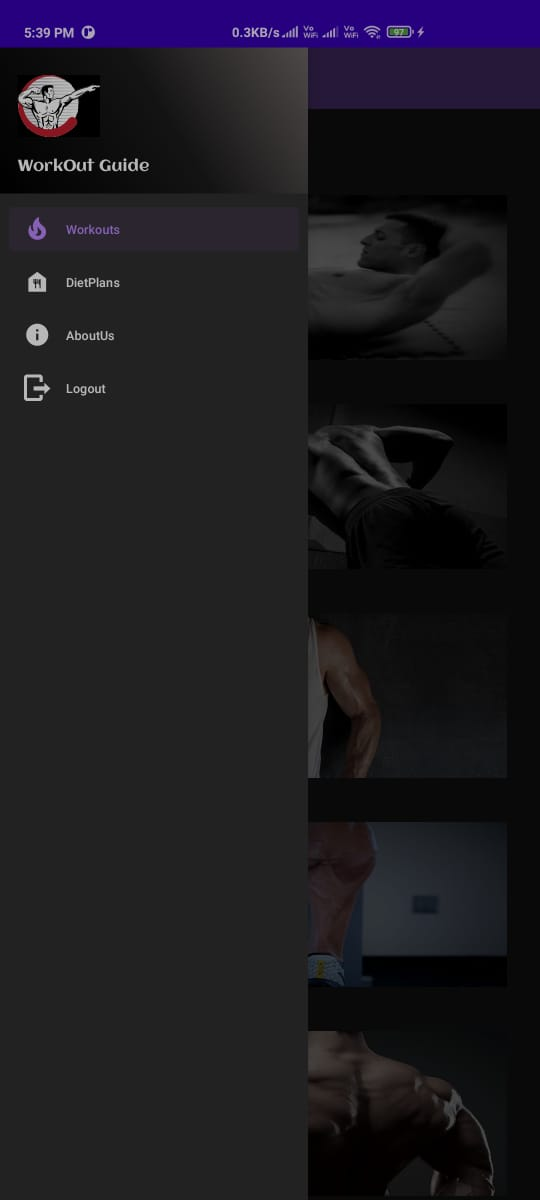 5:39 PM 0.3KB/s Vo WiFi Vo WiFi 97
WorkOut Guide
Workouts
DietPlans
AboutUs
Logout